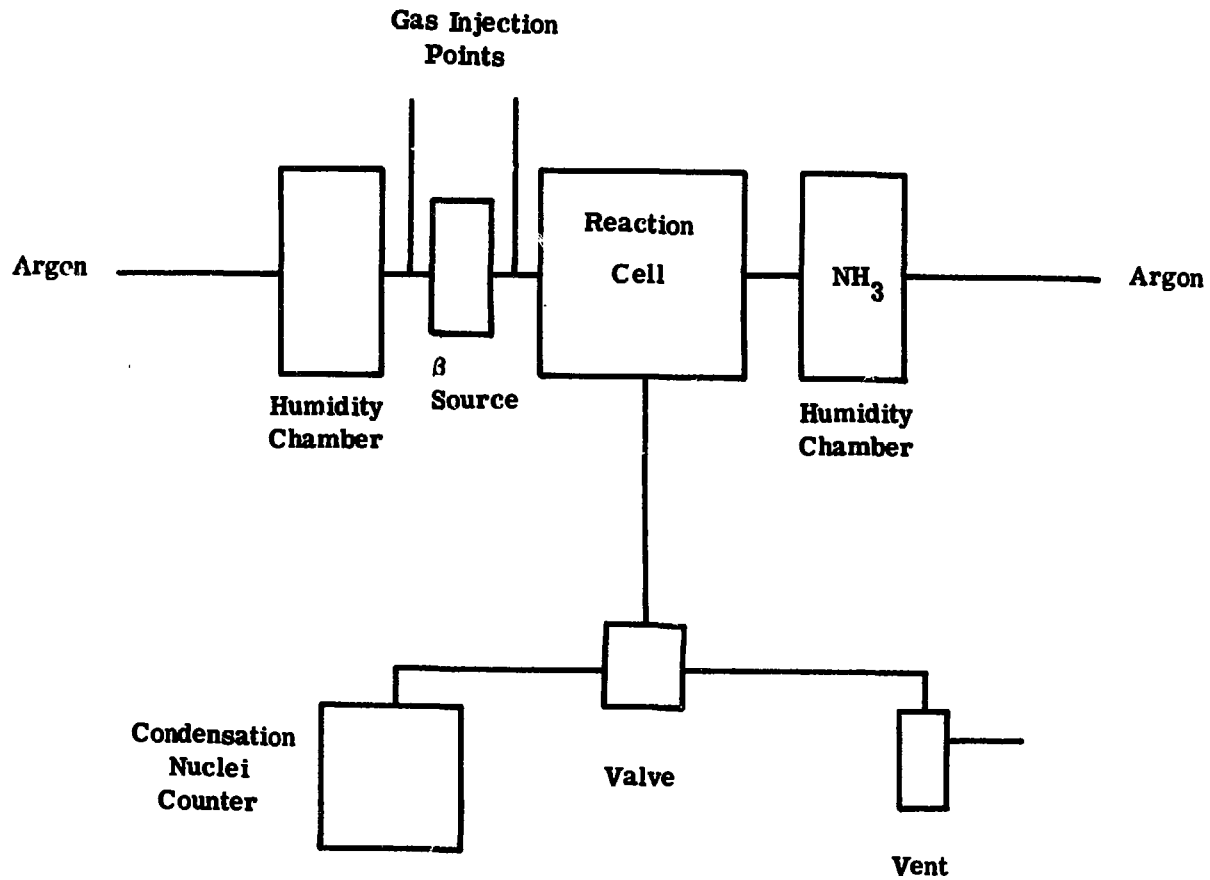 Gas Injection
Points
Reaction
Cell
Argon
NH3
Argon
β
Source
Humidity
Chamber
Humidity
Chamber
Condensation
Nuclei
Counter
Valve
Vent